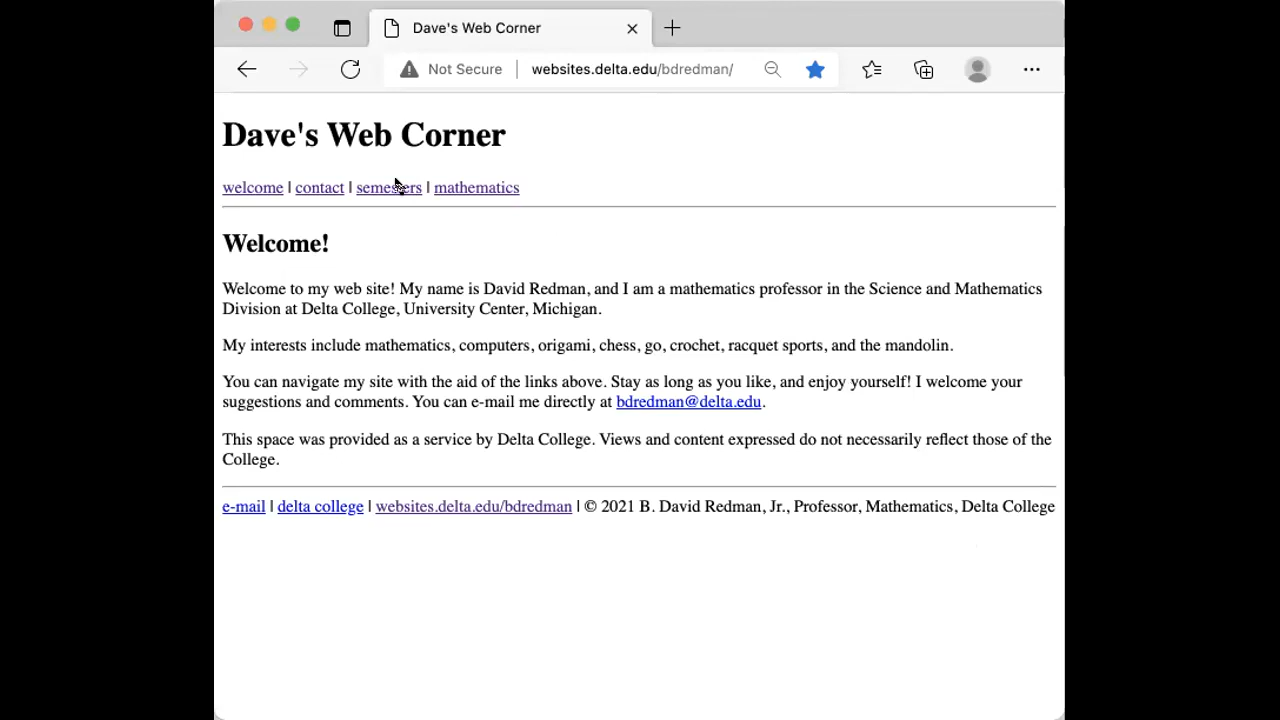 Dave's Web Corner
Not Secure | websites.delta.edu/bdredman/
Dave's Web Corner
welcome | contact | semesters | mathematics
Welcome!
Welcome to my web site! My name is David Redman, and I am a mathematics professor in the Science and Mathematics
Division at Delta College, University Center, Michigan.
My interests include mathematics, computers, origami, chess, go, crochet, racquet sports, and the mandolin.
You can navigate my site with the aid of the links above. Stay as long as you like, and enjoy yourself! I welcome your
suggestions and comments. You can e-mail me directly at bdredman@delta.edu.
This space was provided as a service by Delta College. Views and content expressed do not necessarily reflect those of the
College.
e-mail | delta college | websites.delta.edu/bdredman | © 2021 B. David Redman, Jr., Professor, Mathematics, Delta College